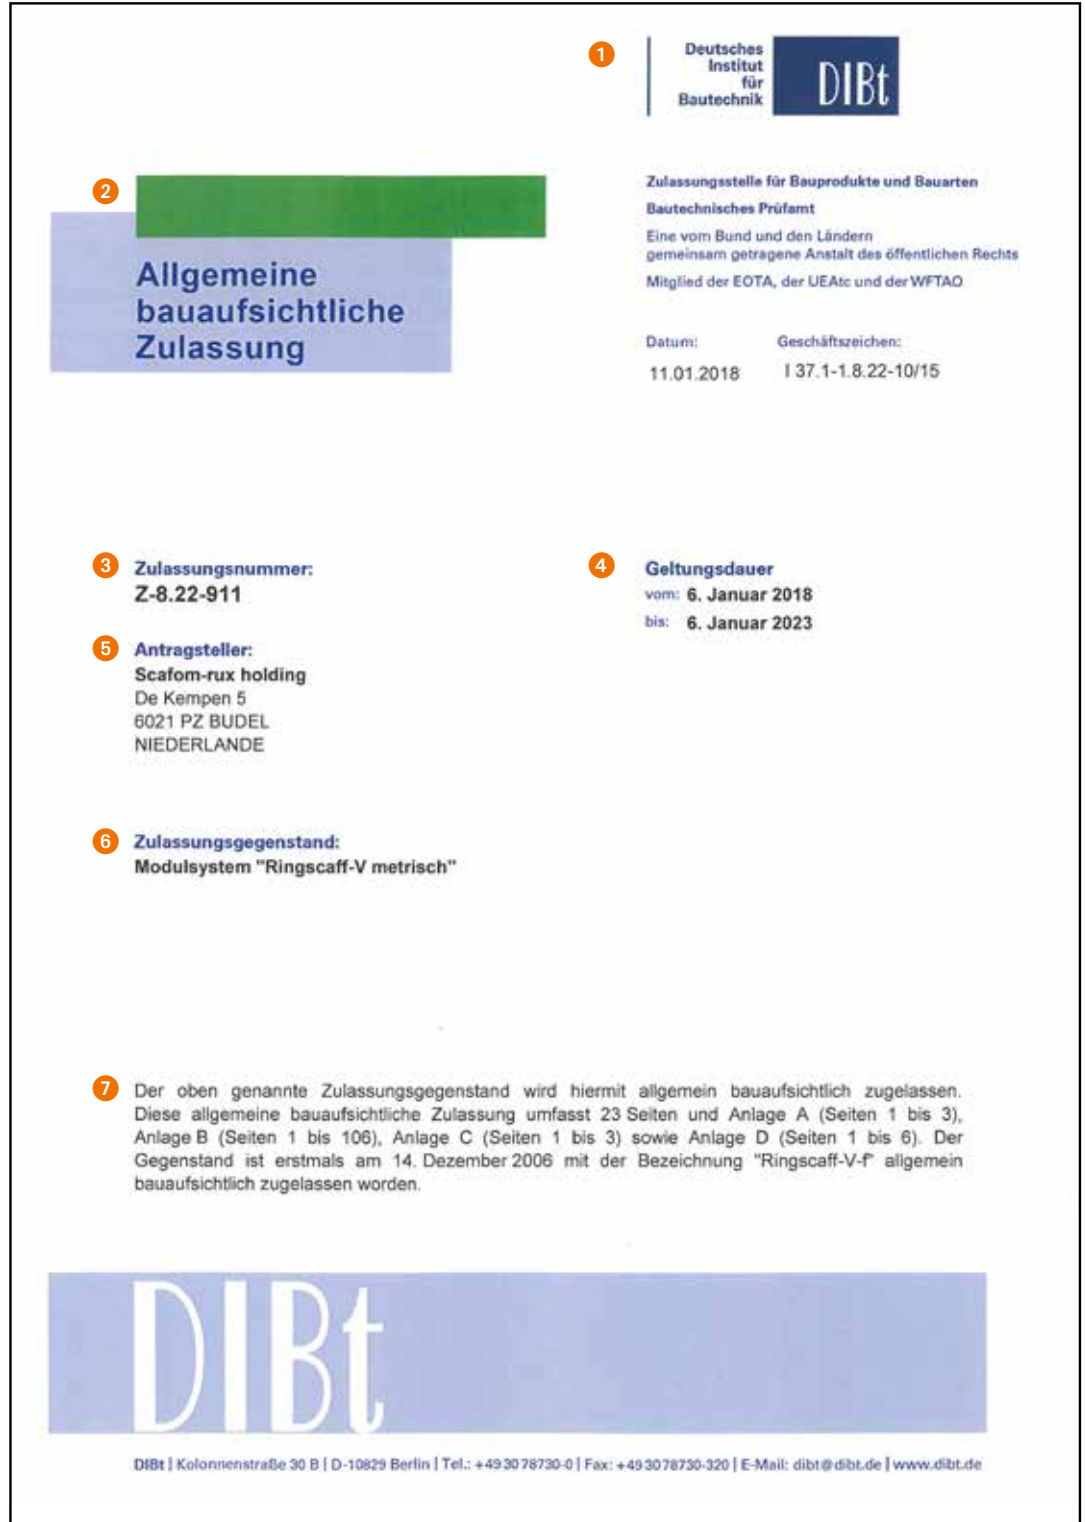 1
Deutsches
Institut
für
Bautechnik
DIBt
2
Allgemeine
bauaufsichtliche
Zulassung
Zulassungsstelle für Bauprodukte und Bauarten
Bautechnisches Prüfamt
Eine vom Bund und den Ländern
gemeinsam getragene Anstalt des öffentlichen Rechts
Mitglied der EOTA, der UEAtc und der WFTAO
Datum: Geschäftszeichen:
11.01.2018 I 37.1-1.8.22-10/15
3 Zulassungsnummer:
Z-8.22-911
4 Geltungsdauer
vom: 6. Januar 2018
bis: 6. Januar 2023
5 Antragsteller:
Scafom-rux holding
De Kempen 5
6021 PZ BUDEL
NIEDERLANDE
6 Zulassungsgegenstand:
Modulsystem "Ringscaff-V metrisch"
7 Der oben genannte Zulassungsgegenstand wird hiermit allgemein bauaufsichtlich zugelassen.
Diese allgemeine bauaufsichtliche Zulassung umfasst 23 Seiten und Anlage A (Seiten 1 bis 3),
Anlage B (Seiten 1 bis 106), Anlage C (Seiten 1 bis 3) sowie Anlage D (Seiten 1 bis 6). Der
Gegenstand ist erstmals am 14. Dezember 2006 mit der Bezeichnung "Ringscaff-V-f" allgemein
bauaufsichtlich zugelassen worden.
DIBt
DIBt | Kolonnenstraße 30 B | D-10829 Berlin | Tel.: +493078730-0 | Fax: +493078730-320 | E-Mail: dibt@dibt.de | www.dibt.de